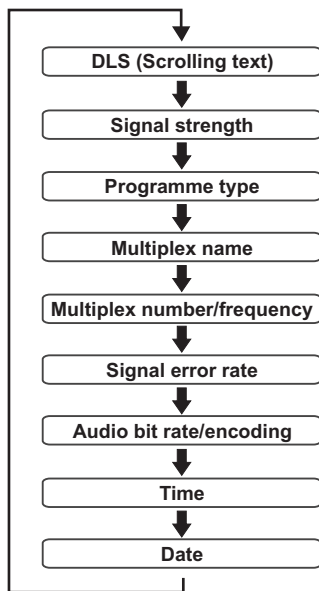 DLS (Scrolling text)
Signal strength
Programme type
Multiplex name
Multiplex number/frequency
Signal error rate
Audio bit rate/encoding
Time
Date